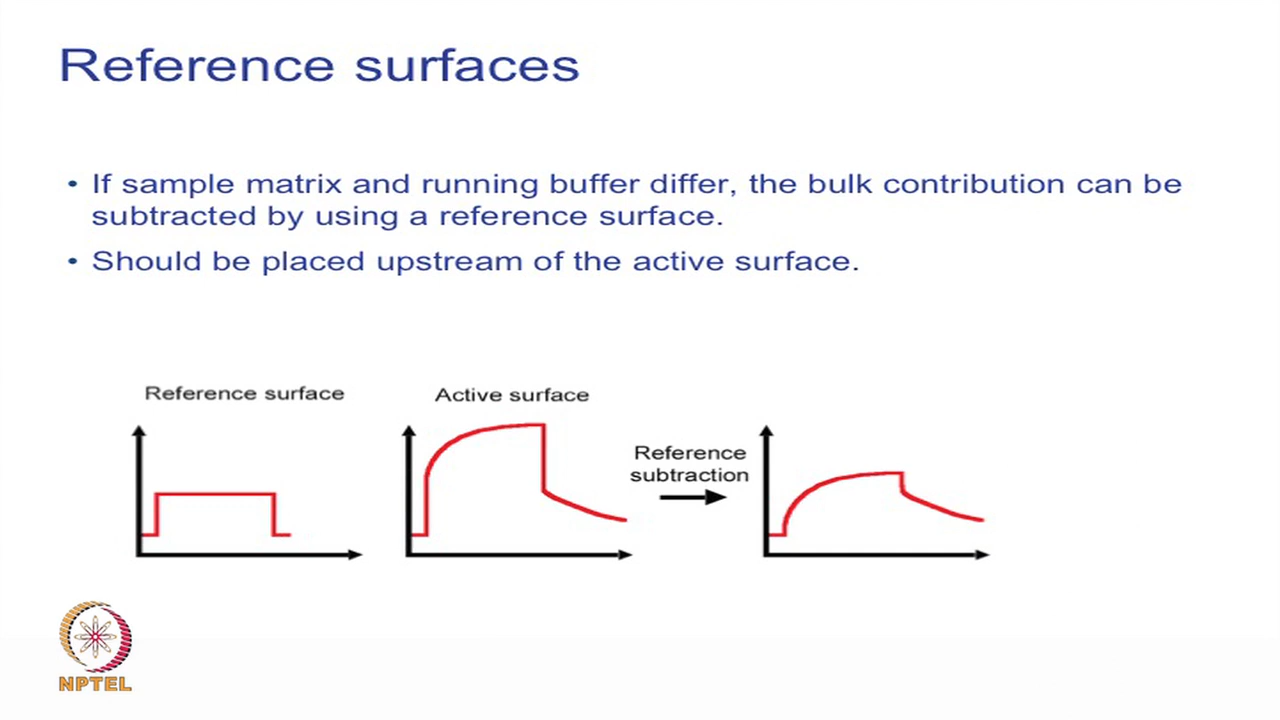 Reference surfaces
• If sample matrix and running buffer differ, the bulk contribution can be
subtracted by using a reference surface.
• Should be placed upstream of the active surface.
Reference surface
Active surface
Reference
subtraction
NPTEL